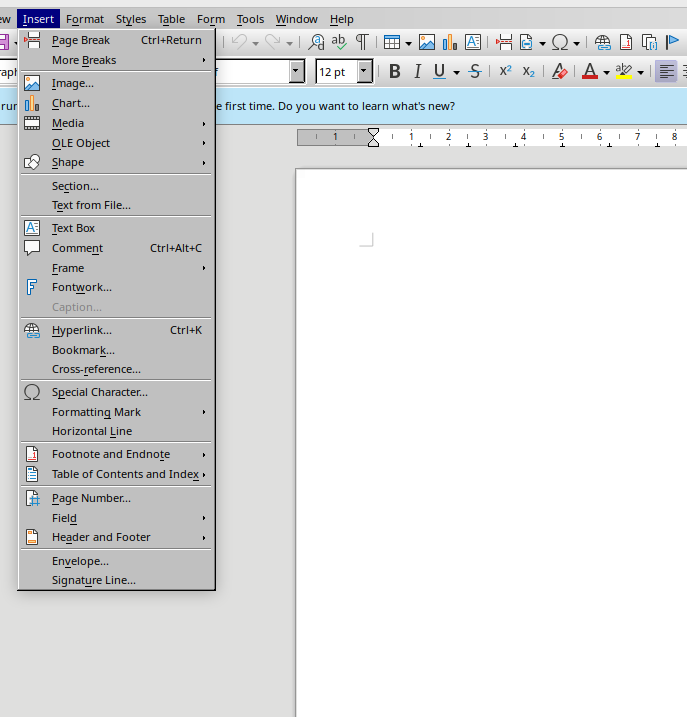 ew Insert Format Styles Table Form Tools Window Help
Page Break Ctrl+Return
More Breaks
12 pt B I U S X² X₂ A
Image...
Chart...
e first time. Do you want to learn what's new?
Media
1 1 2 3 4 5 6 7 8
OLE Object
Shape
Section...
Text from File...
Text Box
Comment Ctrl+Alt+C
Frame
Fontwork...
Caption...
Hyperlink... Ctrl+K
Bookmark...
Cross-reference...
Special Character...
Formatting Mark
Horizontal Line
Footnote and Endnote
Table of Contents and Index
Page Number...
Field
Header and Footer
Envelope...
Signature Line...